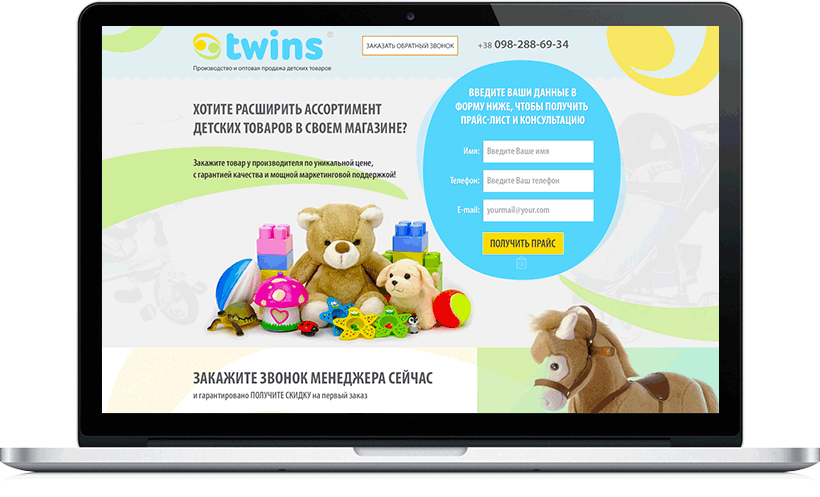 twins®
Производство и оптовая продажа детских товаров
ЗАКАЗАТЬ ОБРАТНЫЙ ЗВОНОК
+38 098-288-69-34
ХОТИТЕ РАСШИРИТЬ АССОРТИМЕНТ
ДЕТСКИХ ТОВАРОВ В СВОЕМ МАГАЗИНЕ?
Закажите товар у производителя по уникальной цене,
с гарантией качества и мощной маркетинговой поддержкой!
ВВЕДИТЕ ВАШИ ДАННЫЕ В
ФОРМУ НИЖЕ, ЧТОБЫ ПОЛУЧИТЬ
ПРАЙС-ЛИСТ И КОНСУЛЬТАЦИЮ
Имя: Введите Ваше имя
Телефон: Введите Ваш телефон
E-mail: yourmail@your.com
ПОЛУЧИТЬ ПРАЙС
ЗАКАЖИТЕ ЗВОНОК МЕНЕДЖЕРА СЕЙЧАС
и гарантировано ПОЛУЧИТЕ СКИДКУ на первый заказ